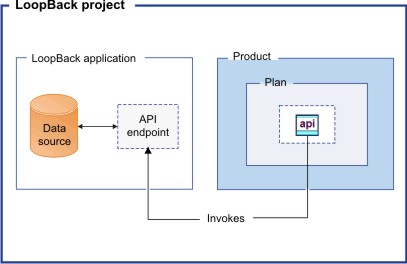 LoopBack project
LoopBack application
Data
source
API
endpoint
Product
Plan
api
Invokes